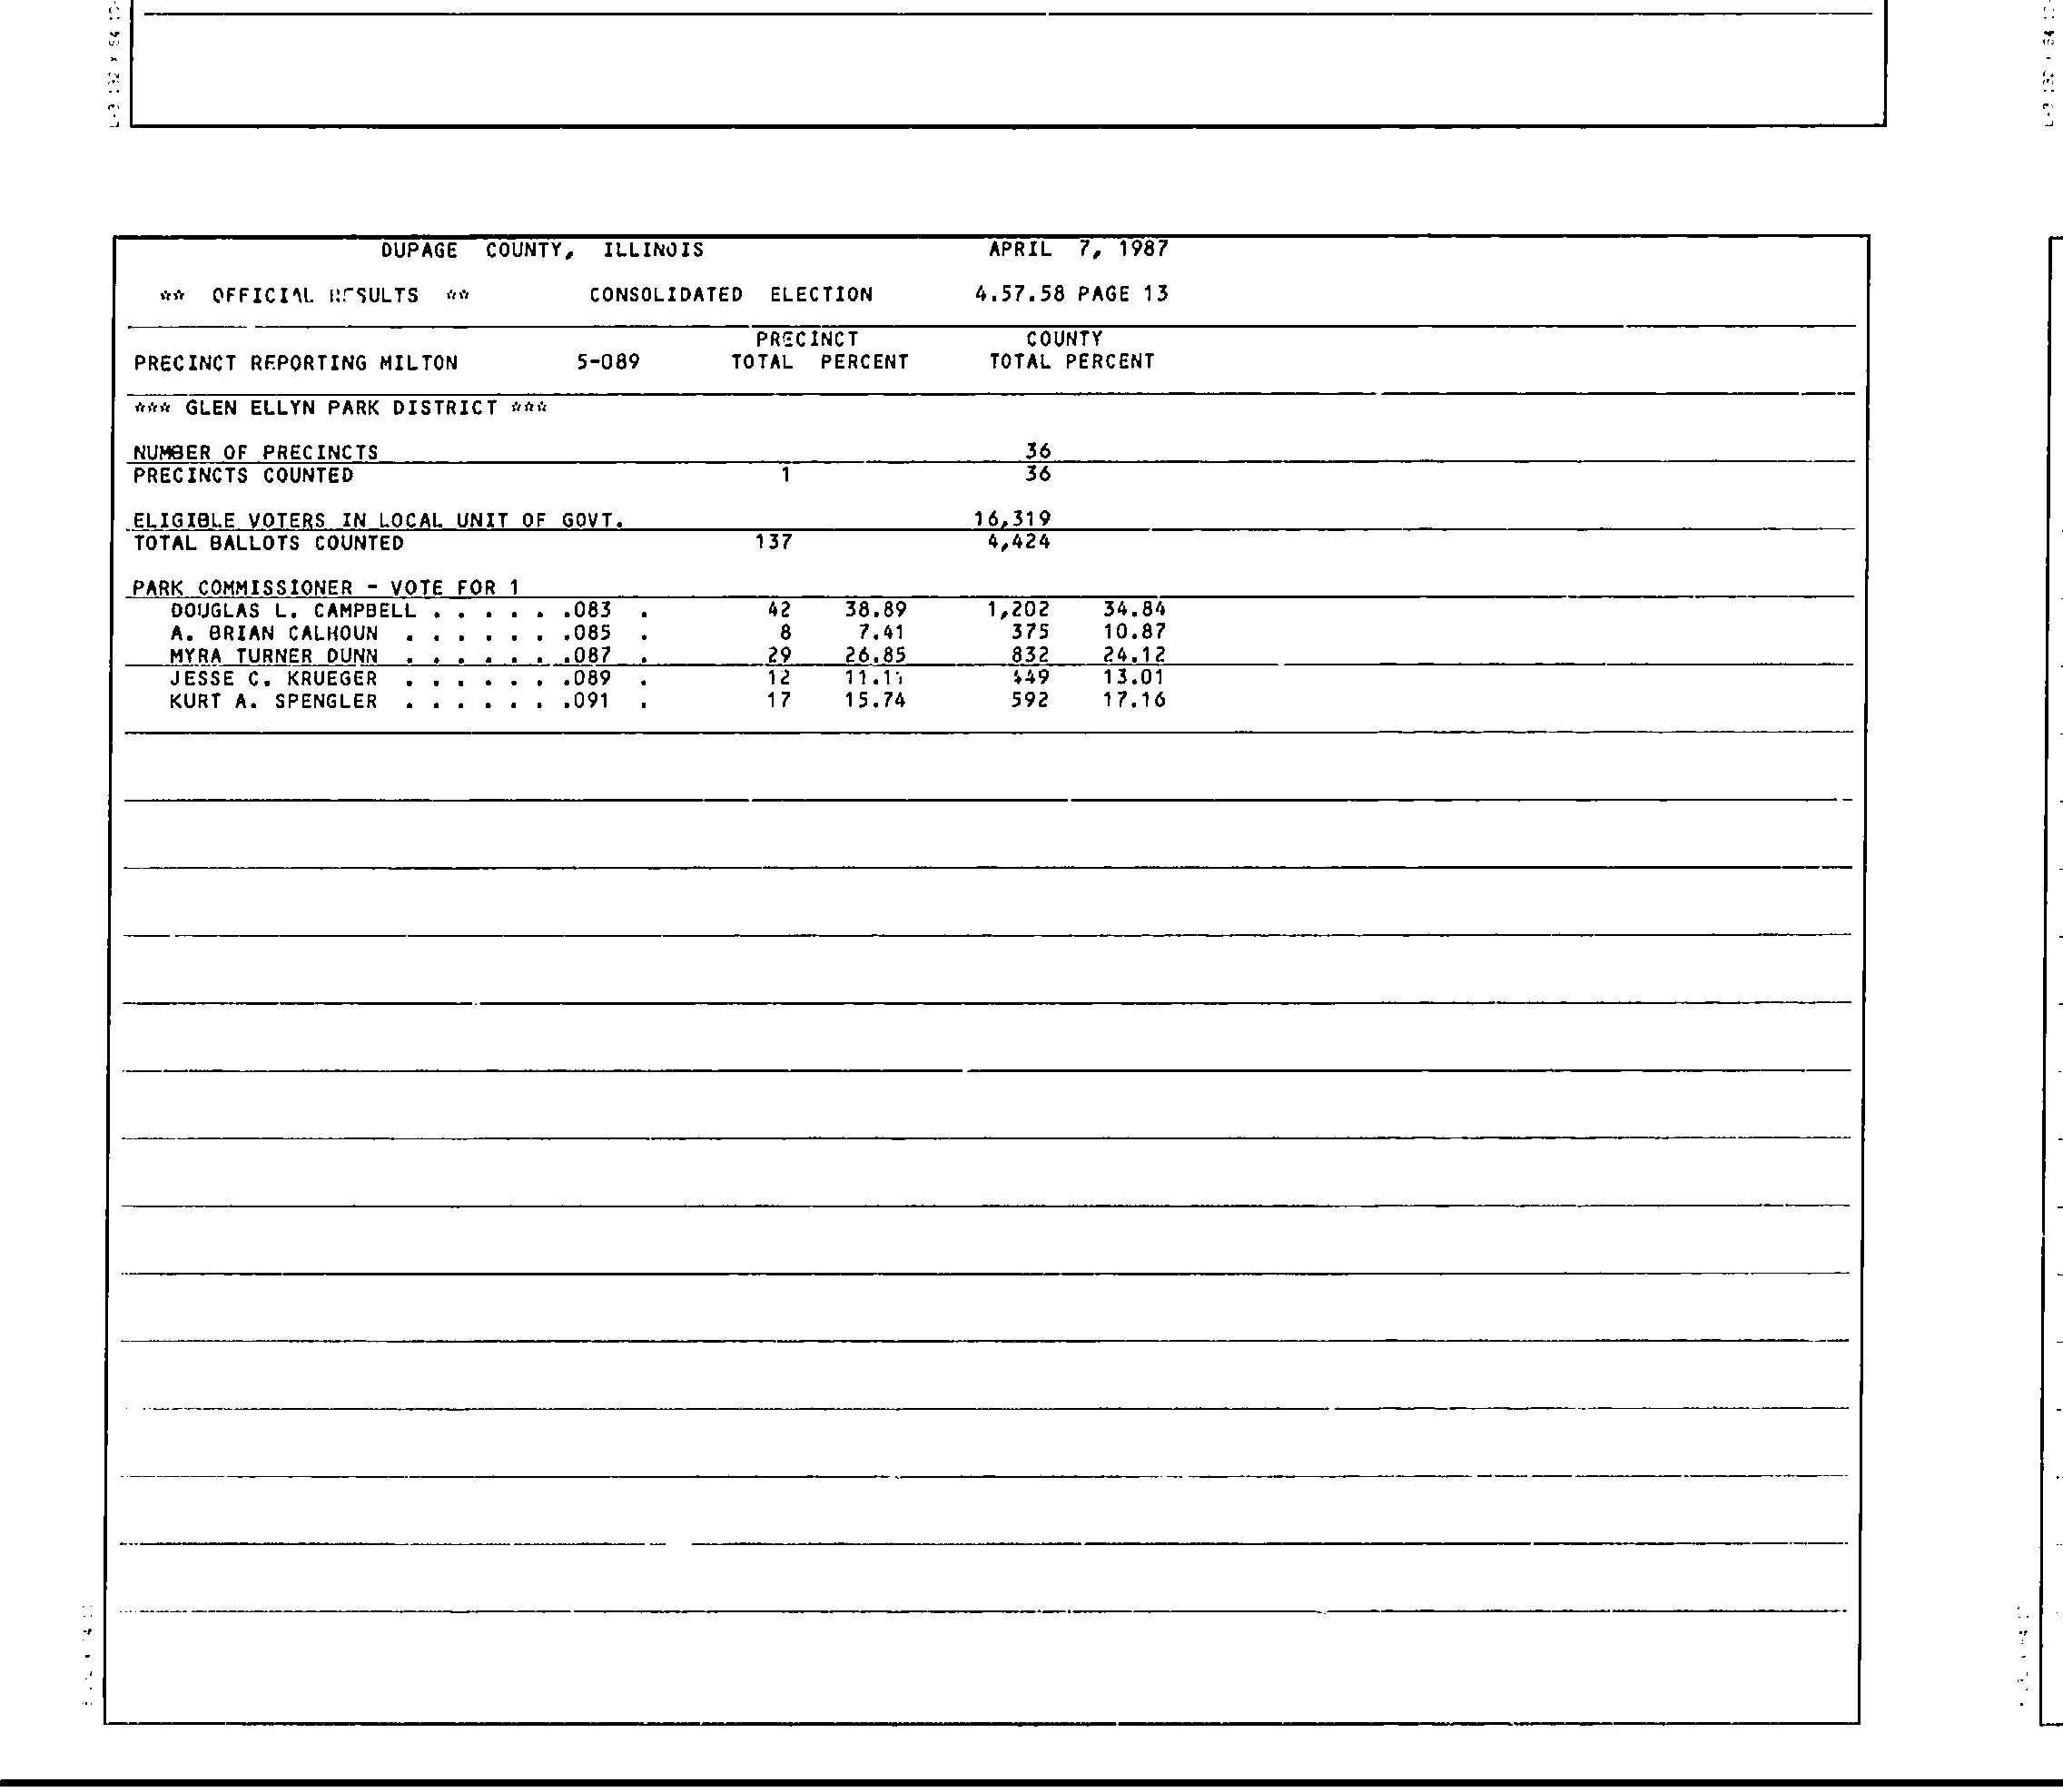 DUPAGE COUNTY, ILLINOIS APRIL 7, 1987
** OFFICIAL RESULTS ** CONSOLIDATED ELECTION 4.57.58 PAGE 13
PRECINCT COUNTY
PRECINCT REPORTING MILTON 5-089 TOTAL PERCENT TOTAL PERCENT
*** GLEN ELLYN PARK DISTRICT ***
NUMBER OF PRECINCTS 36
PRECINCTS COUNTED 1 36
ELIGIBLE VOTERS IN LOCAL UNIT OF GOVT. 16,319
TOTAL BALLOTS COUNTED 137 4,424
PARK COMMISSIONER - VOTE FOR 1
DOUGLAS L. CAMPBELL . . . . . .083 . 42 38.89 1,202 34.84
A. BRIAN CALHOUN . . . . . . .085 . 8 7.41 375 10.87
MYRA TURNER DUNN . . . . . . .087 . 29 26.85 832 24.12
JESSE C. KRUEGER . . . . . . .089 . 12 11.11 449 13.01
KURT A. SPENGLER . . . . . . .091 . 17 15.74 592 17.16